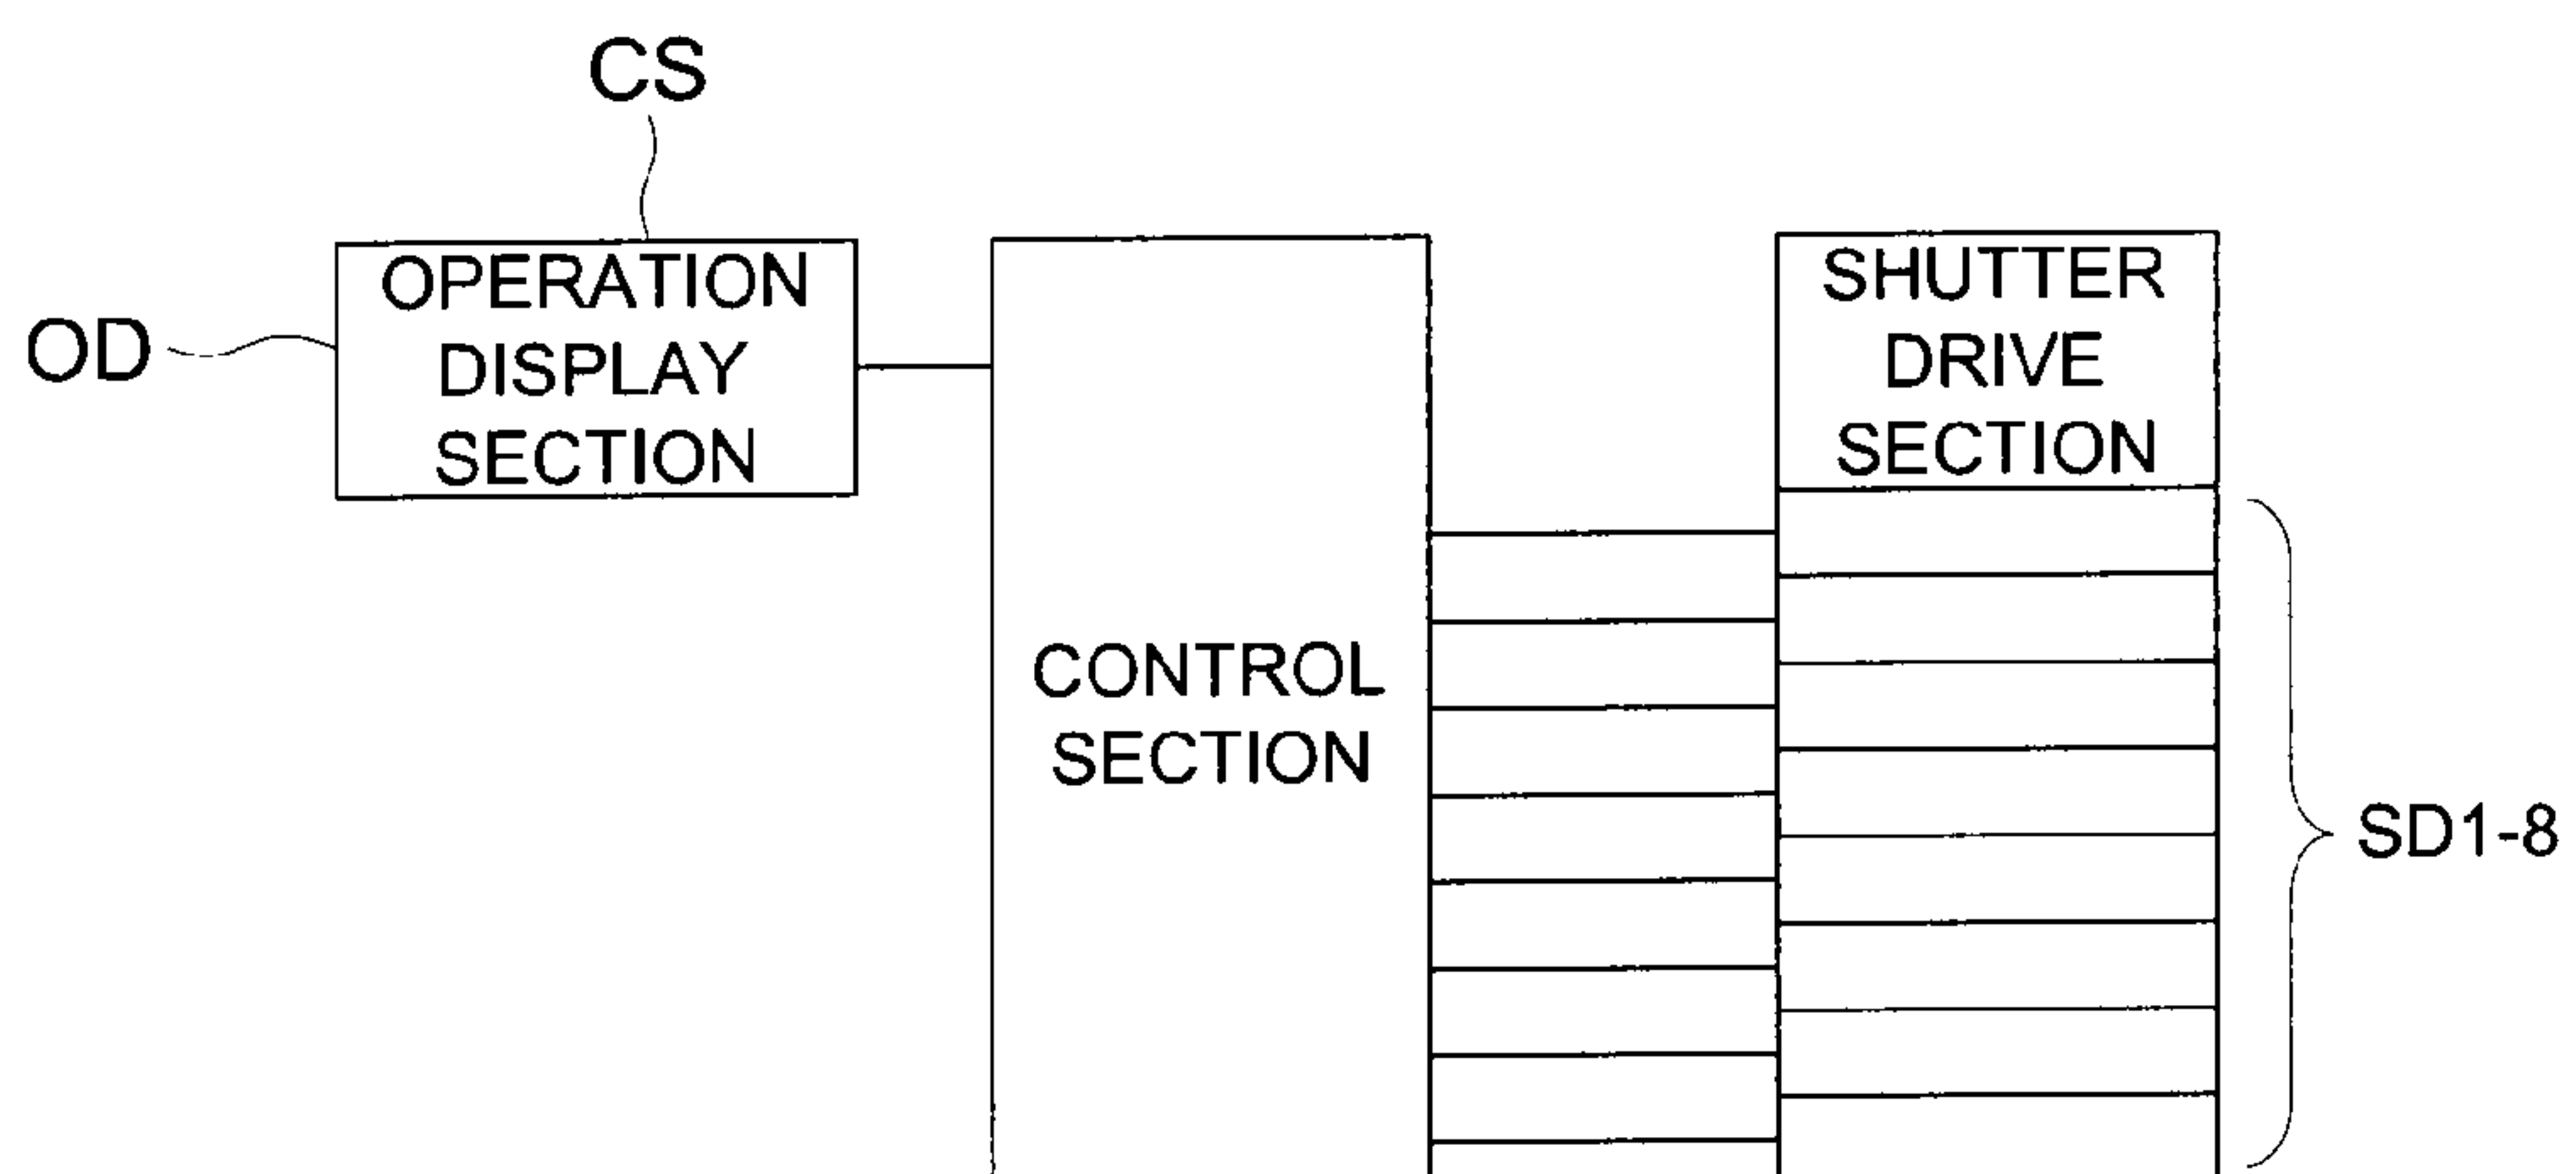 CS
OD
OPERATION
DISPLAY
SECTION
CONTROL
SECTION
SHUTTER
DRIVE
SECTION
SD1-8